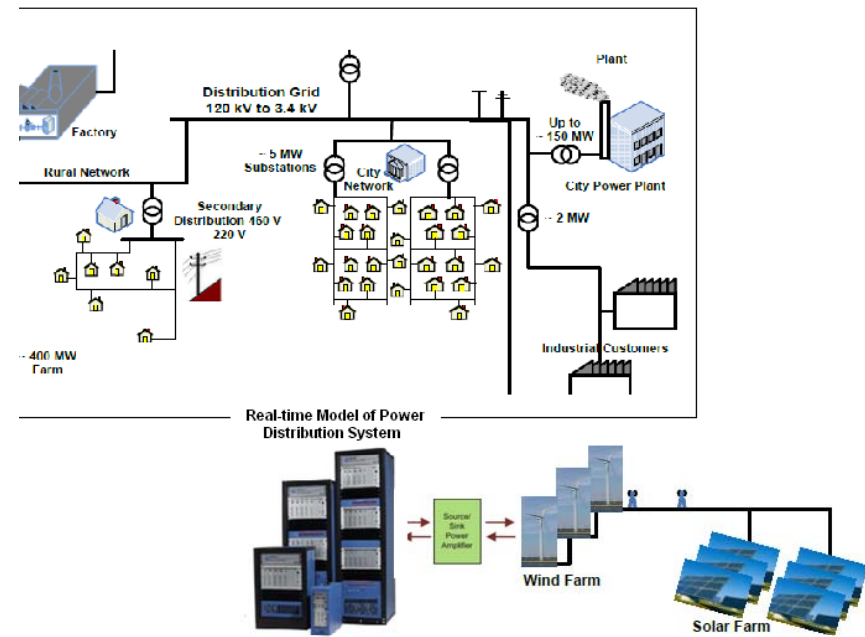 Plant
Distribution Grid
120 kV to 3.4 kV
Factory
Up to
~ 150 MW
~ 5 MW
Substations
City
Network
Rural Network
City Power Plant
Secondary
Distribution 460 V
220 V
~ 2 MW
Industrial Customers
~ 400 MW
Farm
Real-time Model of Power
Distribution System
Source/
Sink
Power
Amplifier
Wind Farm
Solar Farm